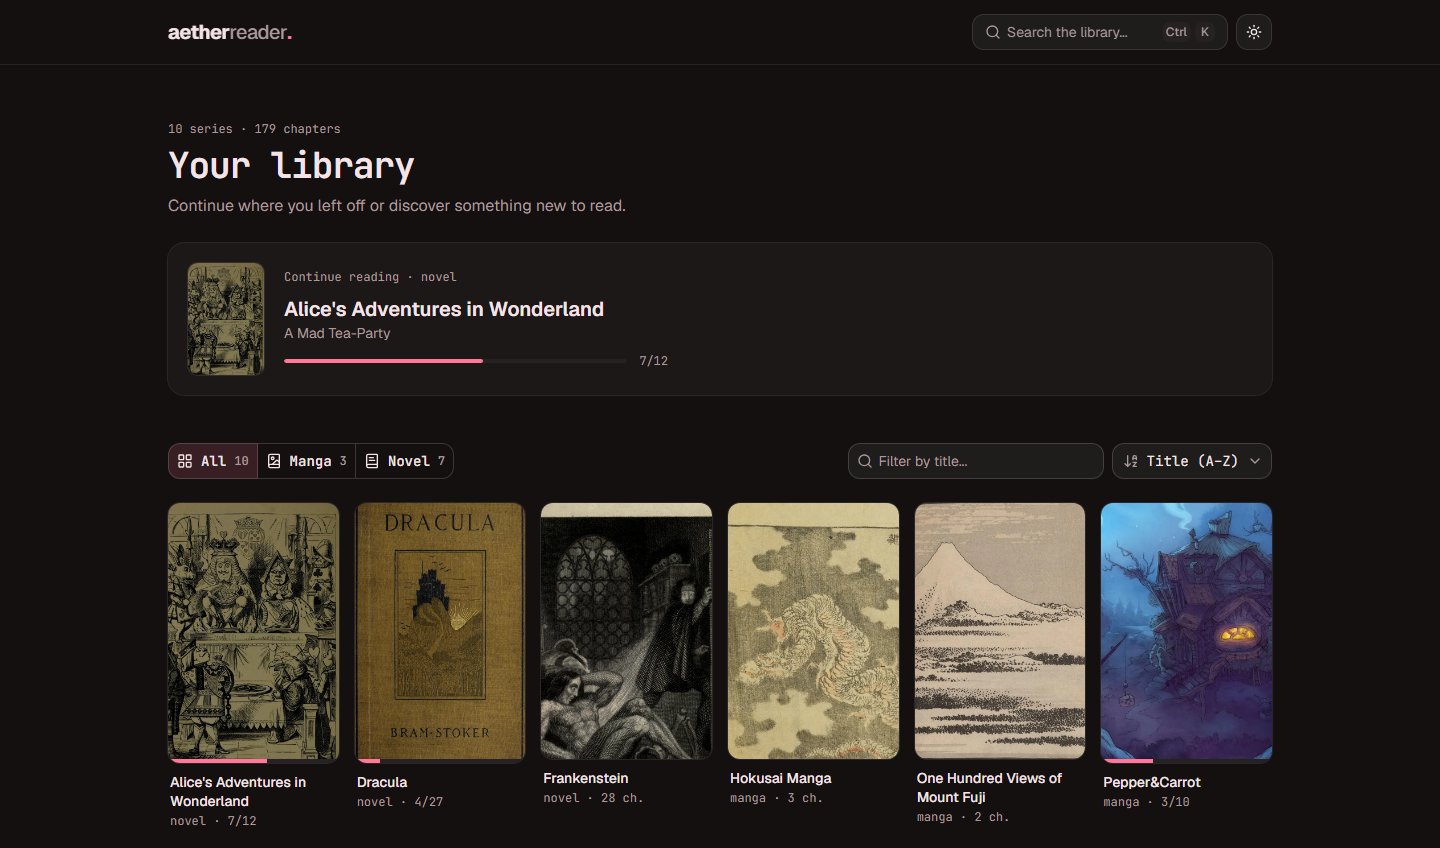 aetherreader.
Search the library... Ctrl K
10 series · 179 chapters
Your library
Continue where you left off or discover something new to read.
Continue reading · novel
Alice's Adventures in Wonderland
A Mad Tea-Party
7/12
All 10 Manga 3 Novel 7
Filter by title...
Title (A–Z)
DRACULA
BRAM·STOKER
Alice's Adventures in
Wonderland
novel · 7/12
Dracula
novel · 4/27
Frankenstein
novel · 28 ch.
Hokusai Manga
manga · 3 ch.
One Hundred Views of
Mount Fuji
manga · 2 ch.
Pepper&Carrot
manga · 3/10